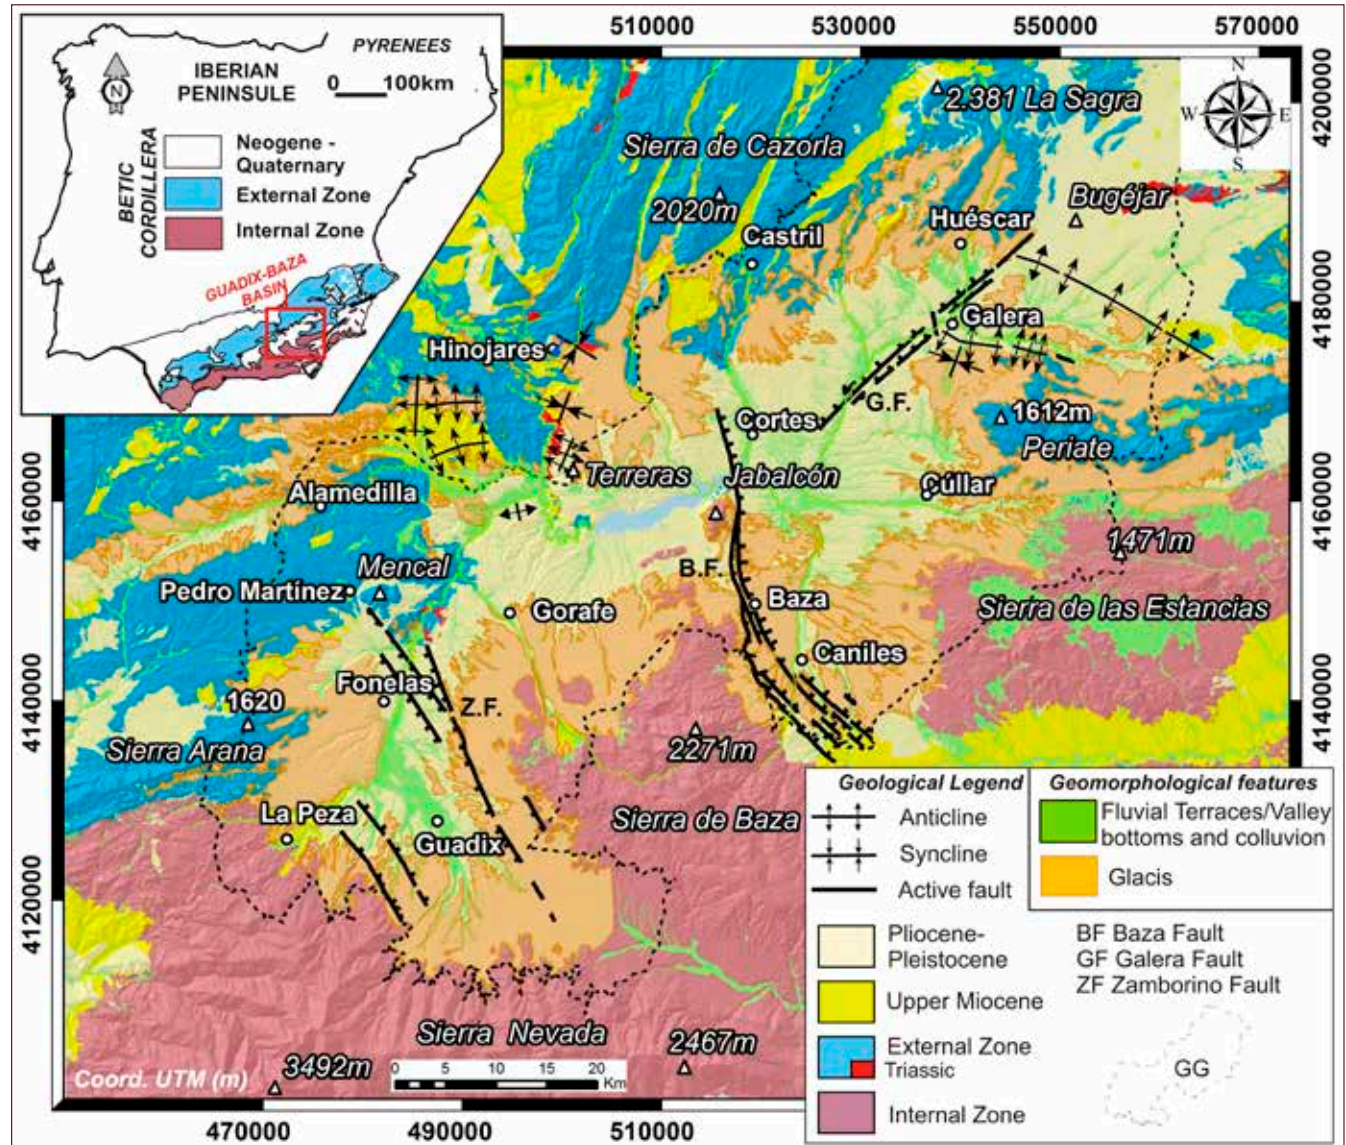 510000
530000
550000
570000
PYRENEES
IBERIAN
PENINSULE
0
100km
N
BETIC
CORDILLERA
Neogene -
Quaternary
External Zone
Internal Zone
GUADIX-BAZA
BASIN
N
W
E
S
4200000
4180000
4160000
4140000
4160000
4140000
4120000
2.381 La Sagra
Sierra de Cazorla
2020m
Castril
Huéscar
Bugéjar
Galera
Hinojares
G.F.
Cortes
1612m
Periate
Terreras
Jabalcón
Cúllar
Alamedilla
1471m
Mencal
B.F.
Pedro Martínez
Gorafe
Baza
Sierra de las Estancias
Caniles
Fonelas
Z.F.
1620
Sierra Arana
2271m
La Peza
Sierra de Baza
Guadix
Sierra Nevada
2467m
3492m
0 5 10 20
Km
Coord. UTM (m)
470000
490000
510000
Geological Legend
Anticline
Syncline
Active fault
Geomorphological features
Fluvial Terraces/Valley
bottoms and colluvion
Glacis
Pliocene-
Pleistocene
Upper Miocene
External Zone
Triassic
Internal Zone
BF Baza Fault
GF Galera Fault
ZF Zamborino Fault
GG